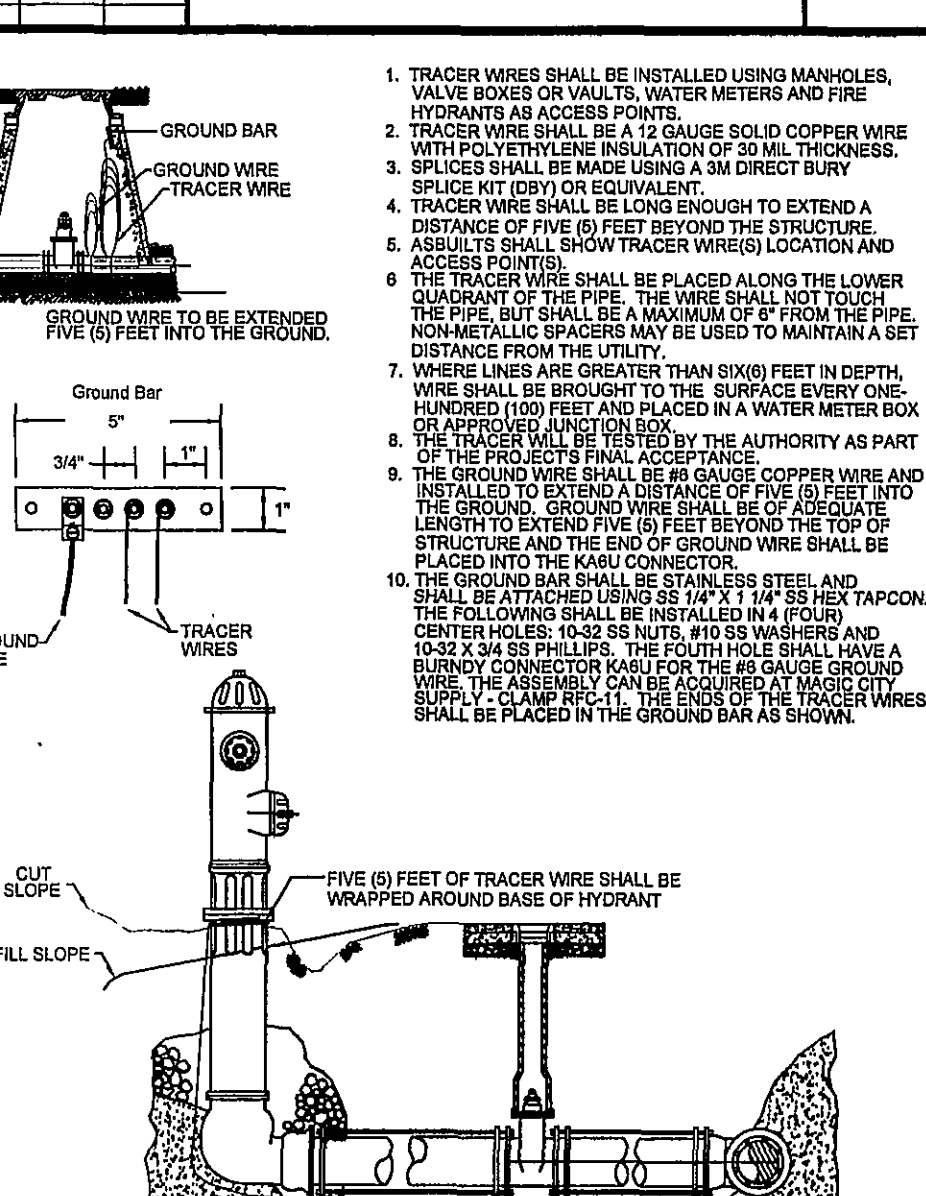 GROUND BAR
GROUND WIRE
TRACER WIRE
GROUND WIRE TO BE EXTENDED
FIVE (5) FEET INTO THE GROUND.
Ground Bar
5"
3/4"
1"
1"
TRACER
WIRES
CUT
SLOPE
FILL SLOPE
FIVE (5) FEET OF TRACER WIRE SHALL BE
WRAPPED AROUND BASE OF HYDRANT
1. TRACER WIRES SHALL BE INSTALLED USING MANHOLES,
VALVE BOXES OR VAULTS, WATER METERS AND FIRE
HYDRANTS AS ACCESS POINTS.
2. TRACER WIRE SHALL BE A 12 GAUGE SOLID COPPER WIRE
WITH POLYETHYLENE INSULATION OF 30 MIL THICKNESS.
3. SPLICES SHALL BE MADE USING A 3M DIRECT BURY
SPLICE KIT (DBY) OR EQUIVALENT.
4. TRACER WIRE SHALL BE LONG ENOUGH TO EXTEND A
DISTANCE OF FIVE (5) FEET BEYOND THE STRUCTURE.
5. ASBUILTS SHALL SHOW TRACER WIRE(S) LOCATION AND
ACCESS POINT(S).
6 THE TRACER WIRE SHALL BE PLACED ALONG THE LOWER
QUADRANT OF THE PIPE. THE WIRE SHALL NOT TOUCH
THE PIPE, BUT SHALL BE A MAXIMUM OF 6" FROM THE PIPE.
NON-METALLIC SPACERS MAY BE USED TO MAINTAIN A SET
DISTANCE FROM THE UTILITY.
7. WHERE LINES ARE GREATER THAN SIX(6) FEET IN DEPTH,
WIRE SHALL BE BROUGHT TO THE SURFACE EVERY ONE-
HUNDRED (100) FEET AND PLACED IN A WATER METER BOX
OR APPROVED JUNCTION BOX.
8. THE TRACER WILL BE TESTED BY THE AUTHORITY AS PART
OF THE PROJECT'S FINAL ACCEPTANCE.
9. THE GROUND WIRE SHALL BE #6 GAUGE COPPER WIRE AND
INSTALLED TO EXTEND A DISTANCE OF FIVE (5) FEET INTO
THE GROUND. GROUND WIRE SHALL BE OF ADEQUATE
LENGTH TO EXTEND FIVE (5) FEET BEYOND THE TOP OF
STRUCTURE AND THE END OF GROUND WIRE SHALL BE
PLACED INTO THE KA6U CONNECTOR.
10. THE GROUND BAR SHALL BE STAINLESS STEEL AND
SHALL BE ATTACHED USING SS 1/4" X 1 1/4" SS HEX TAPCON.
THE FOLLOWING SHALL BE INSTALLED IN 4 (FOUR)
CENTER HOLES: 10-32 SS NUTS, #10 SS WASHERS AND
10-32 X 3/4 SS PHILLIPS. THE FOUTH HOLE SHALL HAVE A
BURNDY CONNECTOR KA6U FOR THE #6 GAUGE GROUND
WIRE. THE ASSEMBLY CAN BE ACQUIRED AT MAGIC CITY
SUPPLY - CLAMP RFC-11. THE ENDS OF THE TRACER WIRES
SHALL BE PLACED IN THE GROUND BAR AS SHOWN.